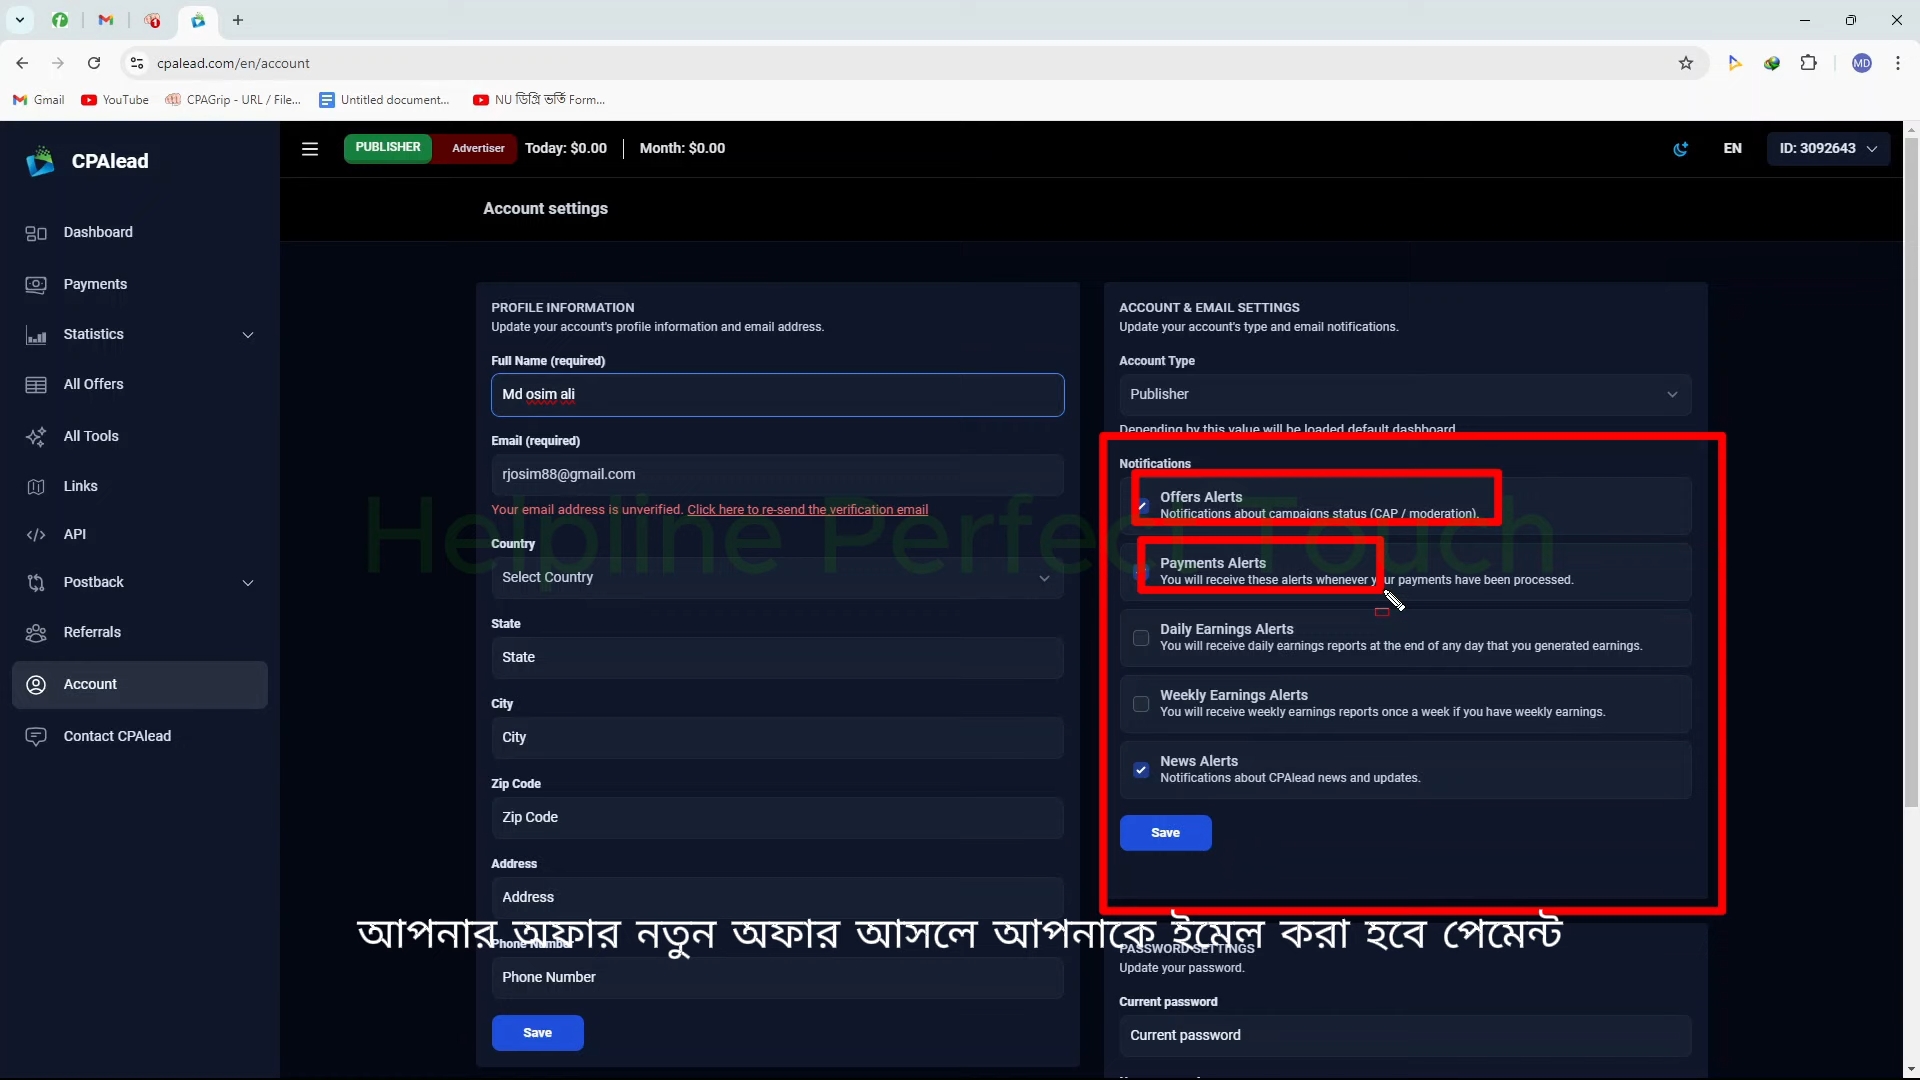 cpalead.com/en/account
MD
Gmail
YouTube
CPAGrip - URL / File...
Untitled document...
NU ডিগ্রি ভর্তি Form...
CPAlead
PUBLISHER
Advertiser
Today: $0.00
Month: $0.00
EN
ID: 3092643
Account settings
Dashboard
Payments
Statistics
All Offers
All Tools
Links
API
Postback
Referrals
Account
Contact CPAlead
PROFILE INFORMATION
Update your account's profile information and email address.
Full Name (required)
Md osim ali
Email (required)
rjosim88@gmail.com
Your email address is unverified. Click here to re-send the verification email
Country
Select Country
State
State
City
City
Zip Code
Zip Code
Address
Address
Phone Number
Phone Number
Save
ACCOUNT & EMAIL SETTINGS
Update your account's type and email notifications.
Account Type
Publisher
Depending by this value will be loaded default dashboard
Notifications
Offers Alerts
Notifications about campaigns status (CAP / moderation).
Payments Alerts
You will receive these alerts whenever your payments have been processed.
Daily Earnings Alerts
You will receive daily earnings reports at the end of any day that you generated earnings.
Weekly Earnings Alerts
You will receive weekly earnings reports once a week if you have weekly earnings.
News Alerts
Notifications about CPAlead news and updates.
Save
PASSWORD SETTINGS
Update your password.
Current password
Current password
Helpline Perfect Touch
আপনার অফার নতুন অফার আসলে আপনাকে ইমেল করা হবে পেমেন্ট